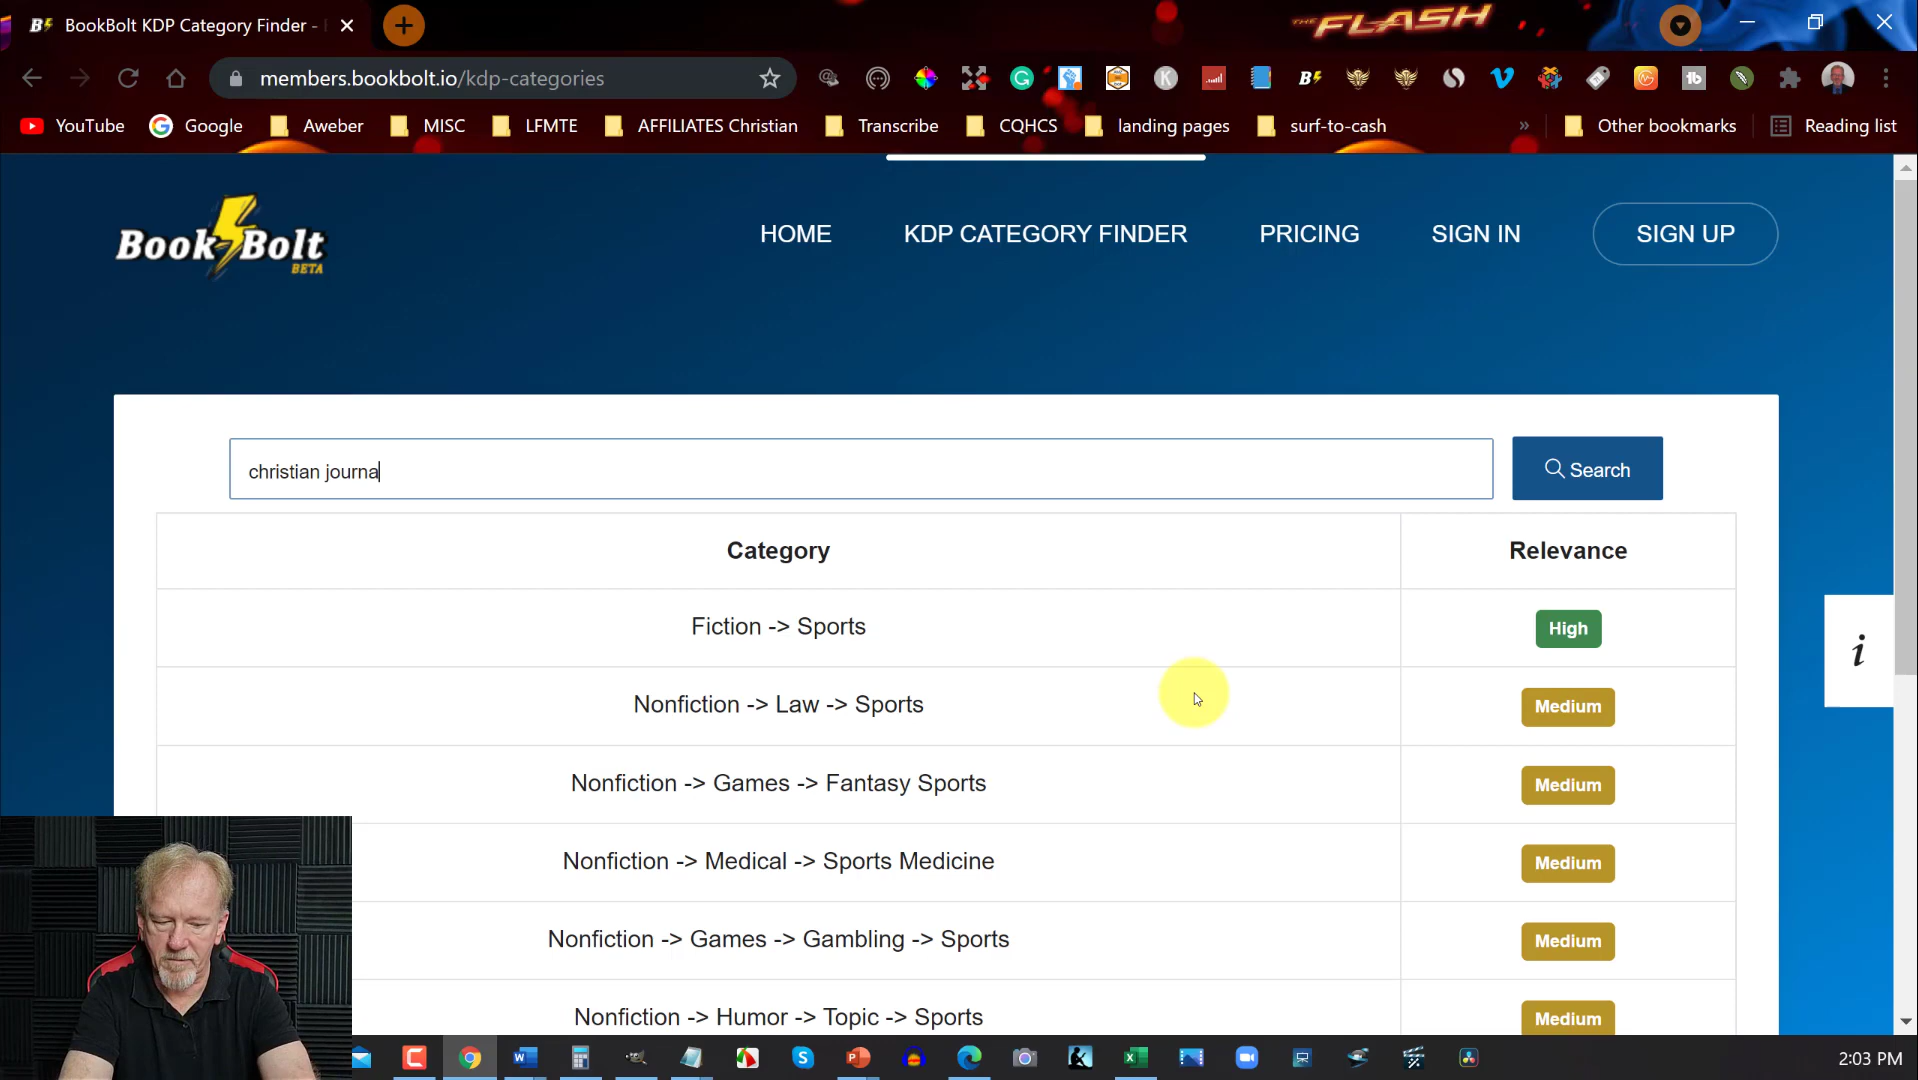 BookBolt KDP Category Finder -
THE FLASH
members.bookbolt.io/kdp-categories
YouTube
Google
Aweber
MISC
LFMTE
AFFILIATES Christian
Transcribe
CQHCS
landing pages
surf-to-cash
»
Other bookmarks
Reading list
Book Bolt
BETA
HOME
KDP CATEGORY FINDER
PRICING
SIGN IN
SIGN UP
christian journa
Search
Category
Relevance
Fiction -> Sports
High
Nonfiction -> Law -> Sports
Medium
Nonfiction -> Games -> Fantasy Sports
Medium
Nonfiction -> Medical -> Sports Medicine
Medium
Nonfiction -> Games -> Gambling -> Sports
Medium
Nonfiction -> Humor -> Topic -> Sports
Medium
i
2:03 PM